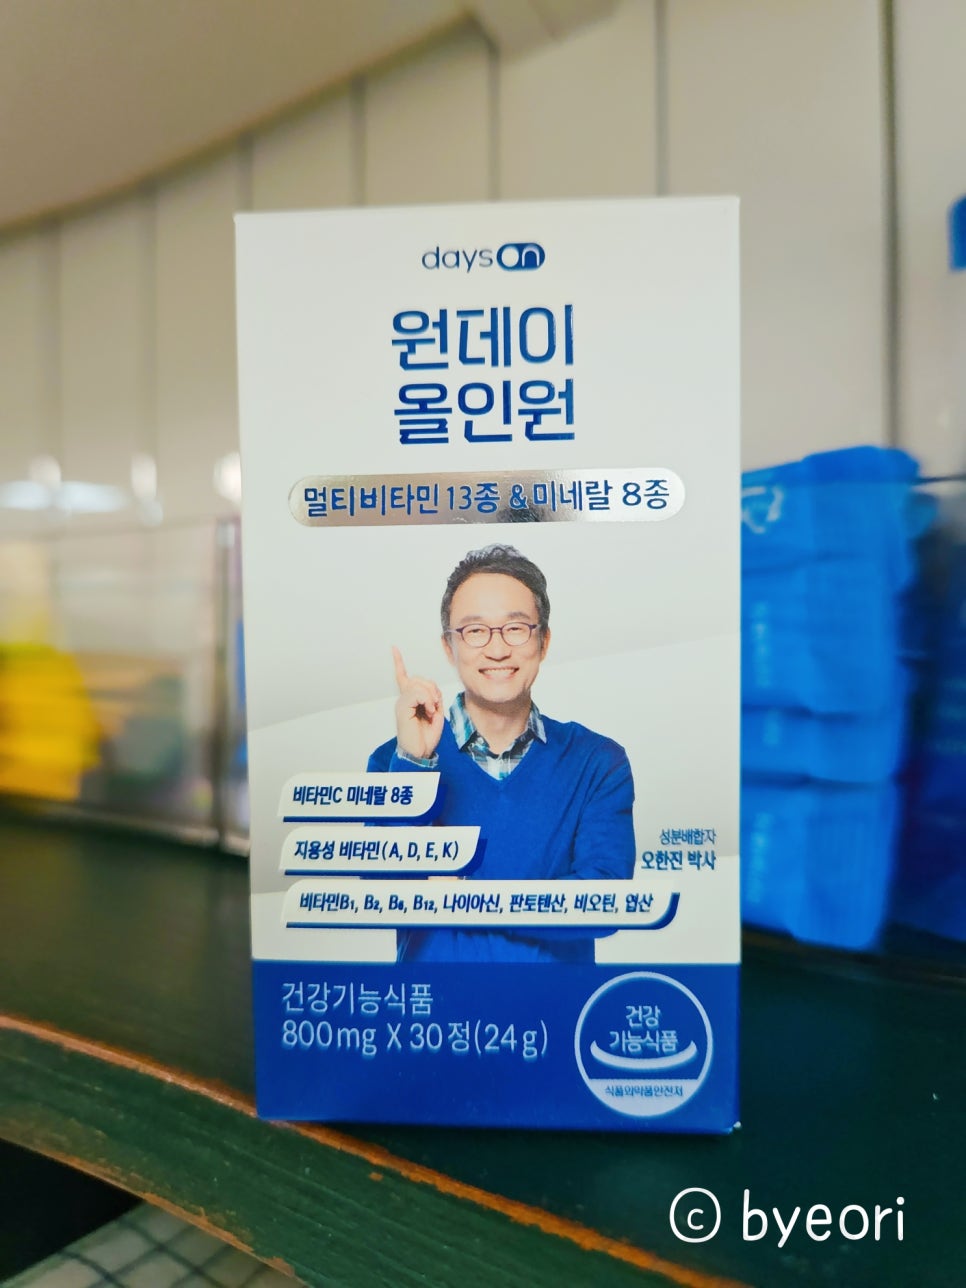 days on
원데이
올인원
멀티비타민 13종 & 미네랄 8종
비타민C 미네랄 8종
지용성 비타민(A, D, E, K)
성분배합자
오한진 박사
비타민B₁, B₂, B₆, B₁₂, 나이아신, 판토텐산, 비오틴, 엽산
건강기능식품
800mg X 30정(24g)
건강
기능식품
식품의약품안전처
ⓒ byeori